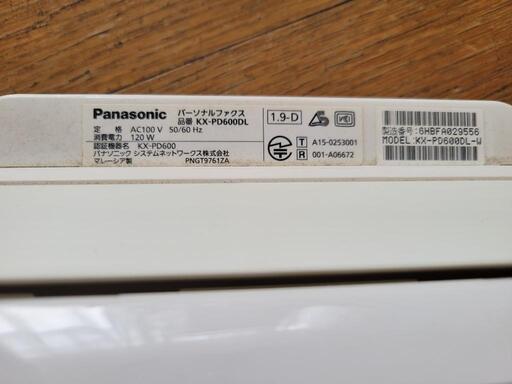 Panasonic パーソナルファクス
品番 KX-PD600DL
定格 AC100 V 50/60 Hz
消費電力 120 W
認証機器名 KX-PD600
パナソニック システムネットワークス株式会社
マレーシア製 PNGT9761ZA
1.9-D
T A15-0253001
R 001-A06672
製造番号:6HBFA029556
MODEL:KX-PD600DL-W